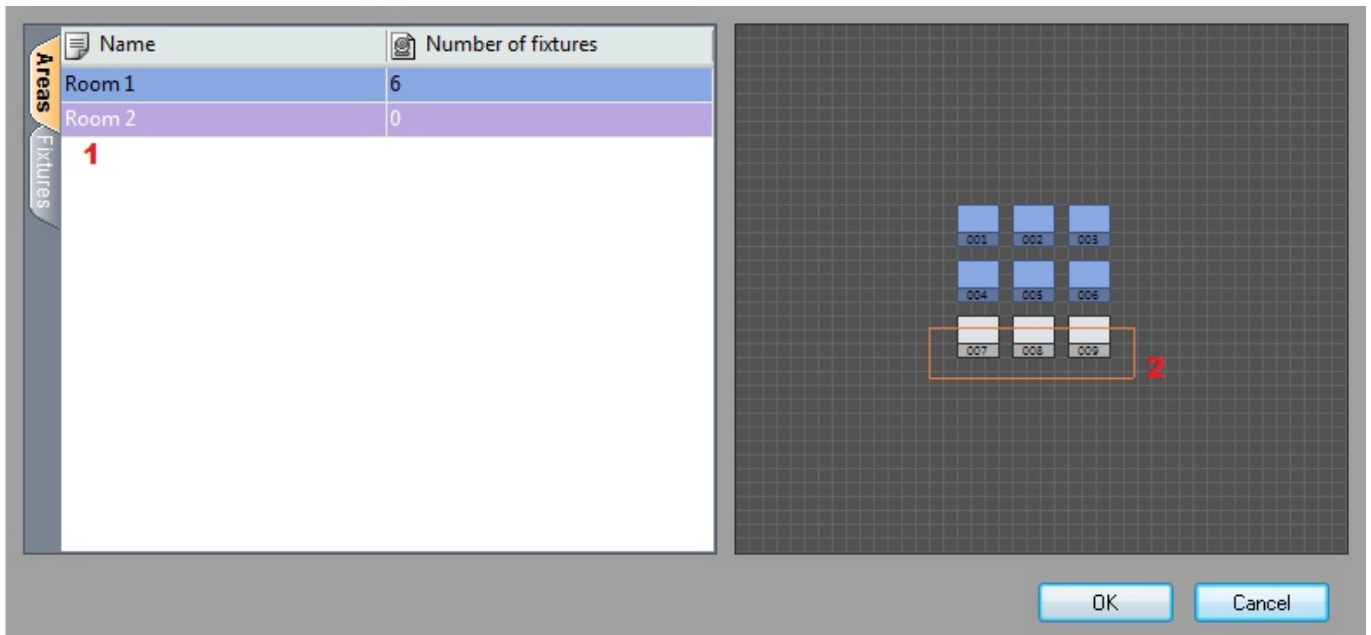 Areas
Fixtures
Name Number of fixtures
Room 1 6
Room 2 0
1
001 002 003
004 005 006
007 008 009
2
OK Cancel